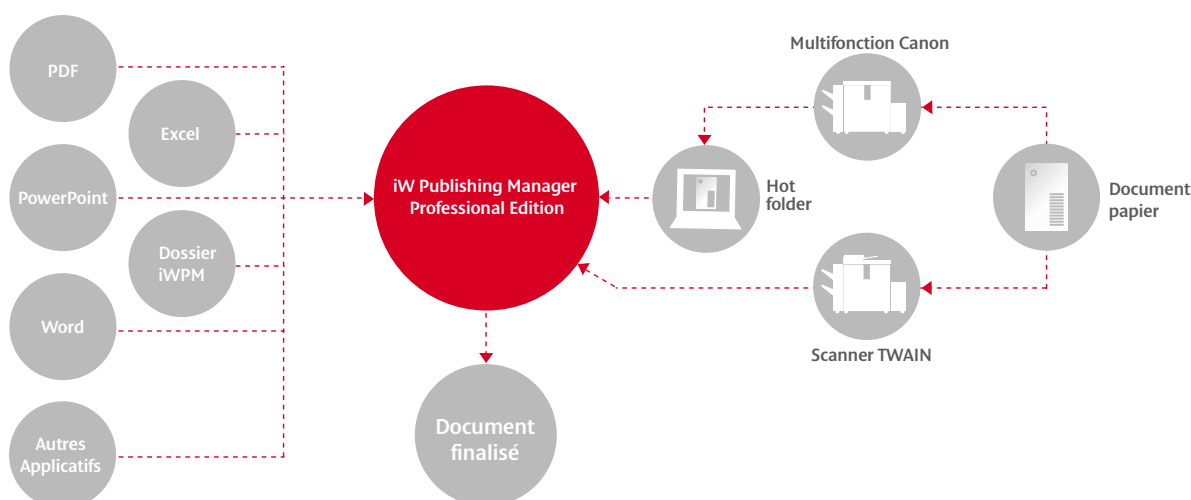 PDF
Excel
PowerPoint
Dossier
iWPM
Word
Autres
Applicatifs
iW Publishing Manager
Professional Edition
Document
finalisé
Multifonction Canon
Hot
folder
Scanner TWAIN
Document
papier